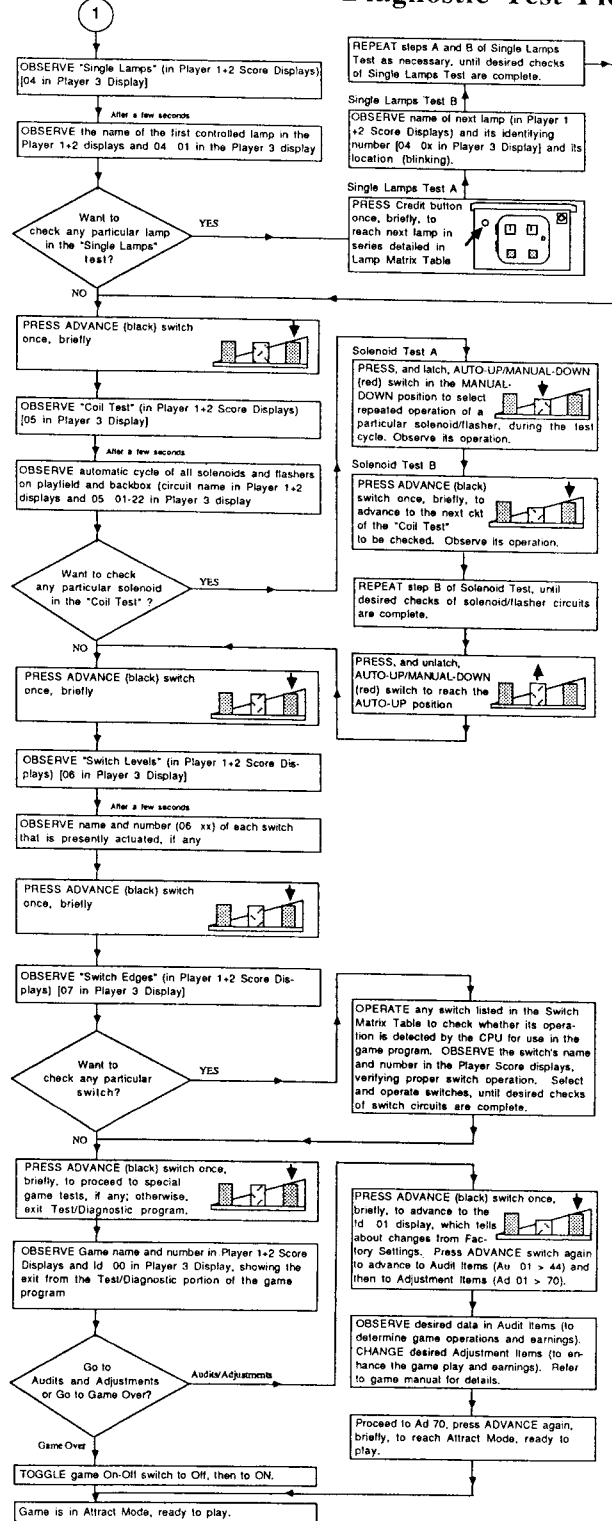 1
OBSERVE "Single Lamps" (in Player 1+2 Score Displays)
[04 in Player 3 Display]
After a few seconds
OBSERVE the name of the first controlled lamp in the
Player 1+2 displays and 04 01 in the Player 3 display
Want to
check any particular lamp
in the "Single Lamps"
test?
YES
NO
REPEAT steps A and B of Single Lamps
Test as necessary, until desired checks
of Single Lamps Test are complete.
Single Lamps Test B
OBSERVE name of next lamp (in Player 1
+2 Score Displays) and its identifying
number [04 0x in Player 3 Display] and its
location (blinking).
Single Lamps Test A
PRESS Credit button
once, briefly, to
reach next lamp in
series detailed in
Lamp Matrix Table
PRESS ADVANCE (black) switch
once, briefly
OBSERVE "Coil Test" (in Player 1+2 Score Displays)
[05 in Player 3 Display]
After a few seconds
OBSERVE automatic cycle of all solenoids and flashers
on playfield and backbox (circuit name in Player 1+2
displays and 05 01-22 in Player 3 display
Want to check
any particular solenoid
in the "Coil Test" ?
YES
NO
Solenoid Test A
PRESS, and latch, AUTO-UP/MANUAL-DOWN
(red) switch in the MANUAL-
DOWN position to select
repeated operation of a
particular solenoid/flasher, during the test
cycle. Observe its operation.
Solenoid Test B
PRESS ADVANCE (black)
switch once, briefly, to
advance to the next ckt
of the "Coil Test"
to be checked. Observe its operation.
REPEAT step B of Solenoid Test, until
desired checks of solenoid/flasher circuits
are complete.
PRESS, and unlatch,
AUTO-UP/MANUAL-DOWN
(red) switch to reach the
AUTO-UP position
PRESS ADVANCE (black) switch
once, briefly
OBSERVE "Switch Levels" (in Player 1+2 Score Dis-
plays) [06 in Player 3 Display]
After a few seconds
OBSERVE name and number (06 xx) of each switch
that is presently actuated, if any
PRESS ADVANCE (black) switch
once, briefly
OBSERVE "Switch Edges" (in Player 1+2 Score Dis-
plays) [07 in Player 3 Display]
Want to
check any particular
switch?
YES
NO
OPERATE any switch listed in the Switch
Matrix Table to check whether its opera-
tion is detected by the CPU for use in the
game program. OBSERVE the switch's name
and number in the Player Score displays,
verifying proper switch operation. Select
and operate switches, until desired checks
of switch circuits are complete.
PRESS ADVANCE (black) switch once,
briefly, to proceed to special
game tests, if any; otherwise,
exit Test/Diagnostic program.
OBSERVE Game name and number in Player 1+2 Score
Displays and Id 00 in Player 3 Display, showing the
exit from the Test/Diagnostic portion of the game
program
Go to
Audits and Adjustments
or Go to Game Over?
Audits/Adjustments
Game Over
PRESS ADVANCE (black) switch once,
briefly, to advance to the
Id 01 display, which tells
about changes from Fac-
tory Settings. Press ADVANCE switch again
to advance to Audit Items (Au 01 > 44) and
then to Adjustment Items (Ad 01 > 70).
OBSERVE desired data in Audit Items (to
determine game operations and earnings).
CHANGE desired Adjustment Items (to en-
hance the game play and earnings). Refer
to game manual for details.
Proceed to Ad 70, press ADVANCE again,
briefly, to reach Attract Mode, ready to
play.
TOGGLE game On-Off switch to Off, then to ON.
Game is in Attract Mode, ready to play.